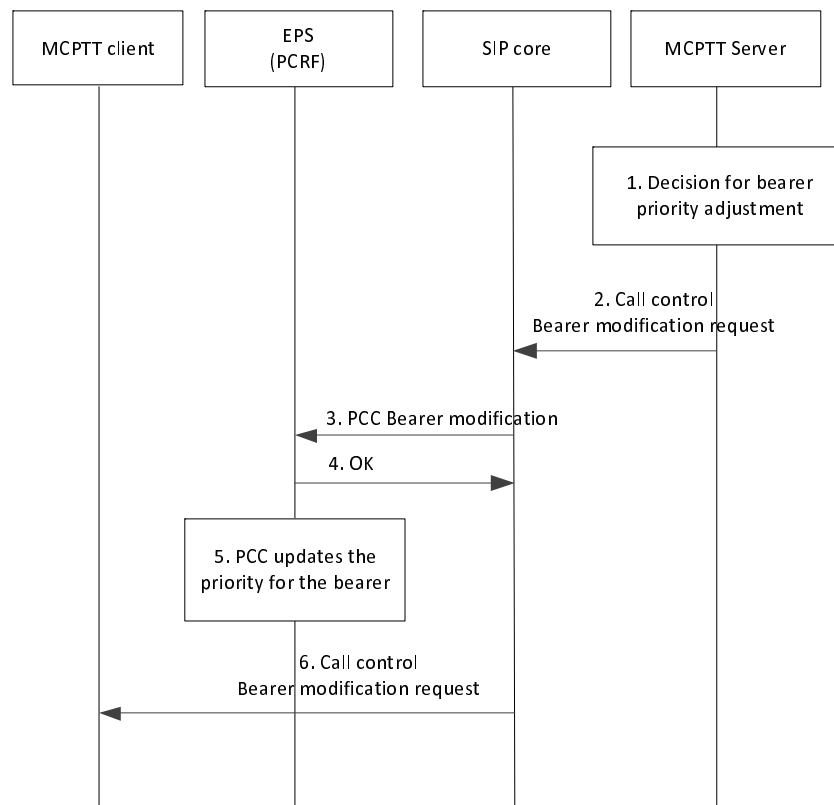 MCPTT client
EPS
(PCRF)
SIP core
MCPTT Server
1. Decision for bearer
priority adjustment
2. Call control
Bearer modification request
3. PCC Bearer modification
4. OK
5. PCC updates the
priority for the bearer
6. Call control
Bearer modification request